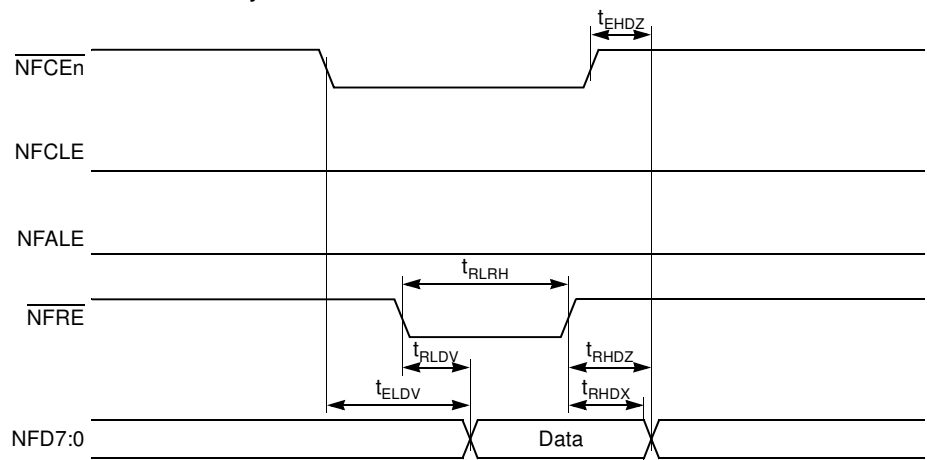 tEHDZ
NFCEn
NFCLE
NFALE
tRLRH
NFRE
tRLDV
tRHDZ
tELDV
tRHDX
NFD7:0
Data